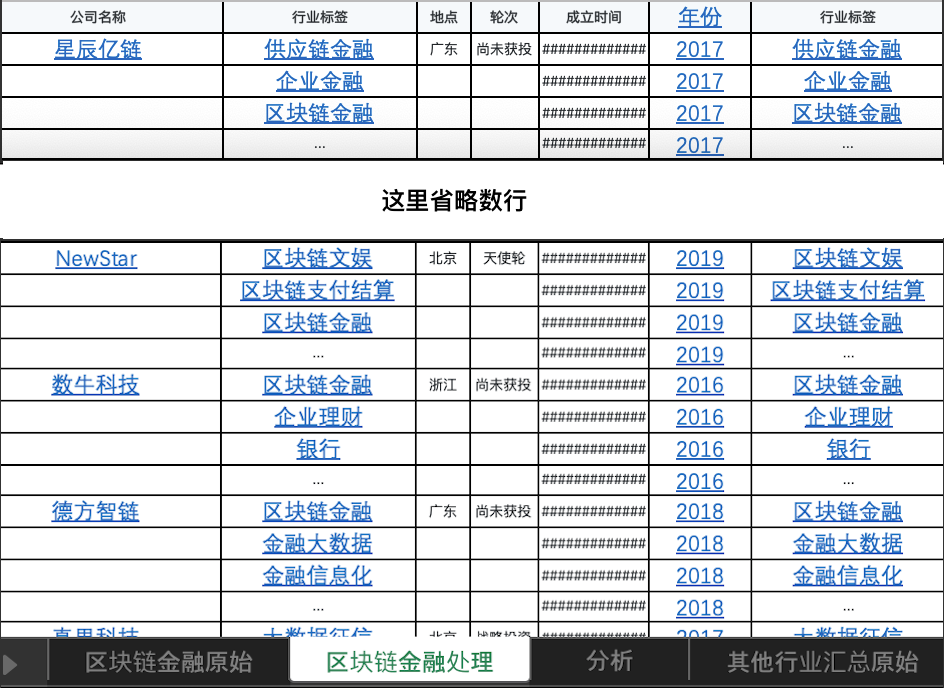 公司名称 行业标签 地点 轮次 成立时间 年份 行业标签
星辰亿链 供应链金融 广东 尚未获投 ############# 2017 供应链金融
企业金融 ############# 2017 企业金融
区块链金融 ############# 2017 区块链金融
... ############# 2017 ...
这里省略数行
NewStar 区块链文娱 北京 天使轮 ############# 2019 区块链文娱
区块链支付结算 ############# 2019 区块链支付结算
区块链金融 ############# 2019 区块链金融
... ############# 2019 ...
数牛科技 区块链金融 浙江 尚未获投 ############# 2016 区块链金融
企业理财 ############# 2016 企业理财
银行 ############# 2016 银行
... ############# 2016 ...
德方智链 区块链金融 广东 尚未获投 ############# 2018 区块链金融
金融大数据 ############# 2018 金融大数据
金融信息化 ############# 2018 金融信息化
... ############# 2018 ...
大数据征信 北京 战略投资 ############# 2017 大数据征信
区块链金融原始 区块链金融处理 分析 其他行业汇总原始